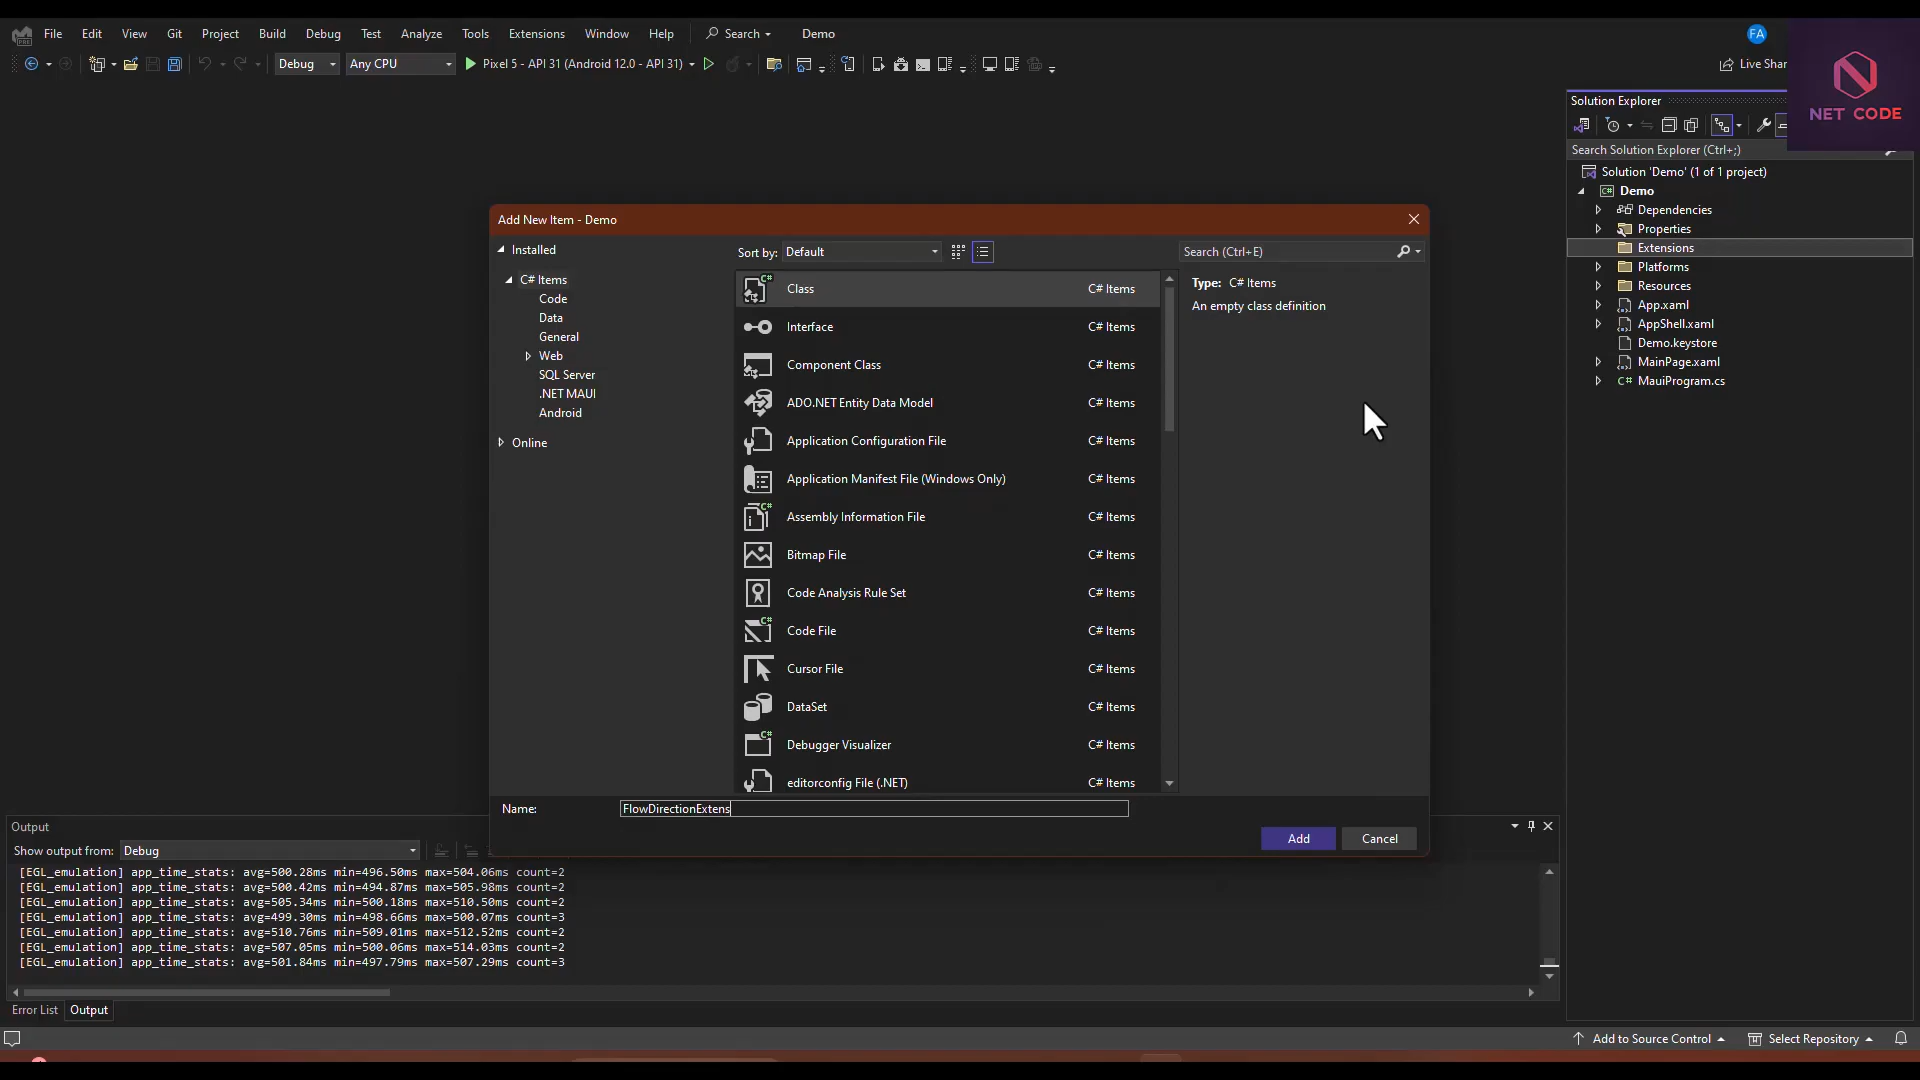 File Edit View Git Project Build Debug Test Analyze Tools Extensions Window Help Search Demo FA
Debug Any CPU Pixel 5 - API 31 (Android 12.0 - API 31) Live Shar
NET CODE
Solution Explorer
Search Solution Explorer (Ctrl+;)
Solution 'Demo' (1 of 1 project)
C# Demo
Dependencies
Properties
Extensions
Platforms
Resources
App.xaml
AppShell.xaml
Demo.keystore
MainPage.xaml
C# MauiProgram.cs
Add New Item - Demo
Installed
C# Items
Code
Data
General
Web
SQL Server
.NET MAUI
Android
Online
Sort by: Default
Search (Ctrl+E)
Class C# Items
Interface C# Items
Component Class C# Items
ADO.NET Entity Data Model C# Items
Application Configuration File C# Items
Application Manifest File (Windows Only) C# Items
Assembly Information File C# Items
Bitmap File C# Items
Code Analysis Rule Set C# Items
Code File C# Items
Cursor File C# Items
DataSet C# Items
Debugger Visualizer C# Items
editorconfig File (.NET) C# Items
Type: C# Items
An empty class definition
Name: FlowDirectionExtens
Add Cancel
Output
Show output from: Debug
[EGL_emulation] app_time_stats: avg=500.28ms min=496.50ms max=504.06ms count=2
[EGL_emulation] app_time_stats: avg=500.42ms min=494.87ms max=505.98ms count=2
[EGL_emulation] app_time_stats: avg=505.34ms min=500.18ms max=510.50ms count=2
[EGL_emulation] app_time_stats: avg=499.30ms min=498.66ms max=500.07ms count=3
[EGL_emulation] app_time_stats: avg=510.76ms min=509.01ms max=512.52ms count=2
[EGL_emulation] app_time_stats: avg=507.05ms min=500.06ms max=514.03ms count=2
[EGL_emulation] app_time_stats: avg=501.84ms min=497.79ms max=507.29ms count=3
Error List Output
Add to Source Control Select Repository